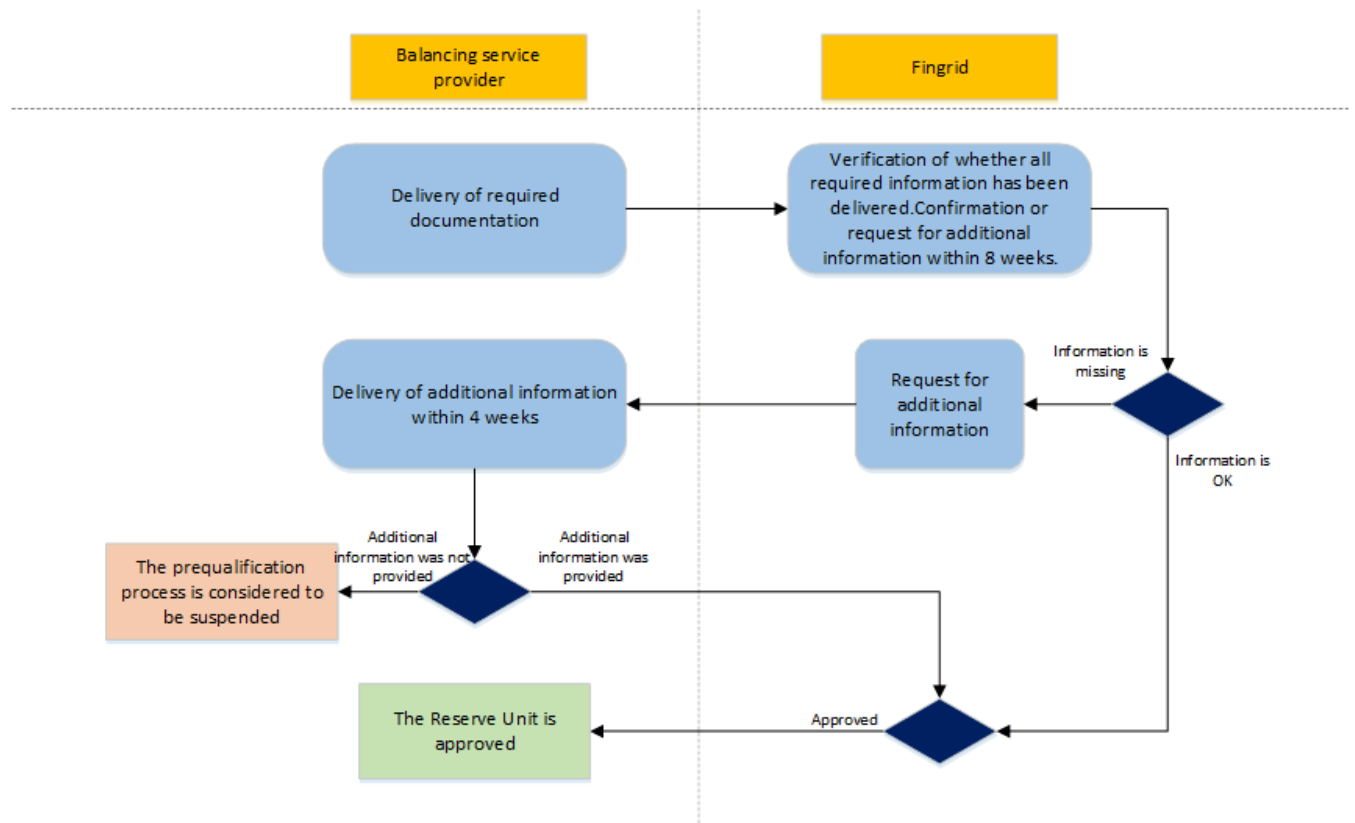 Balancing service
provider
Fingrid
Delivery of required
documentation
Verification of whether all
required information has been
delivered.Confirmation or
request for additional
information within 8 weeks.
Information is
missing
Request for
additional
information
Delivery of additional information
within 4 weeks
Information is
OK
Additional
information was not
provided
Additional
information was
provided
The prequalification
process is considered to
be suspended
The Reserve Unit is
approved
Approved